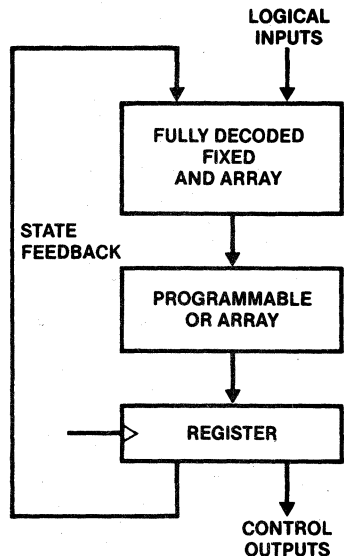 LOGICAL
INPUTS
FULLY DECODED
FIXED
AND ARRAY
STATE
FEEDBACK
PROGRAMMABLE
OR ARRAY
REGISTER
CONTROL
OUTPUTS